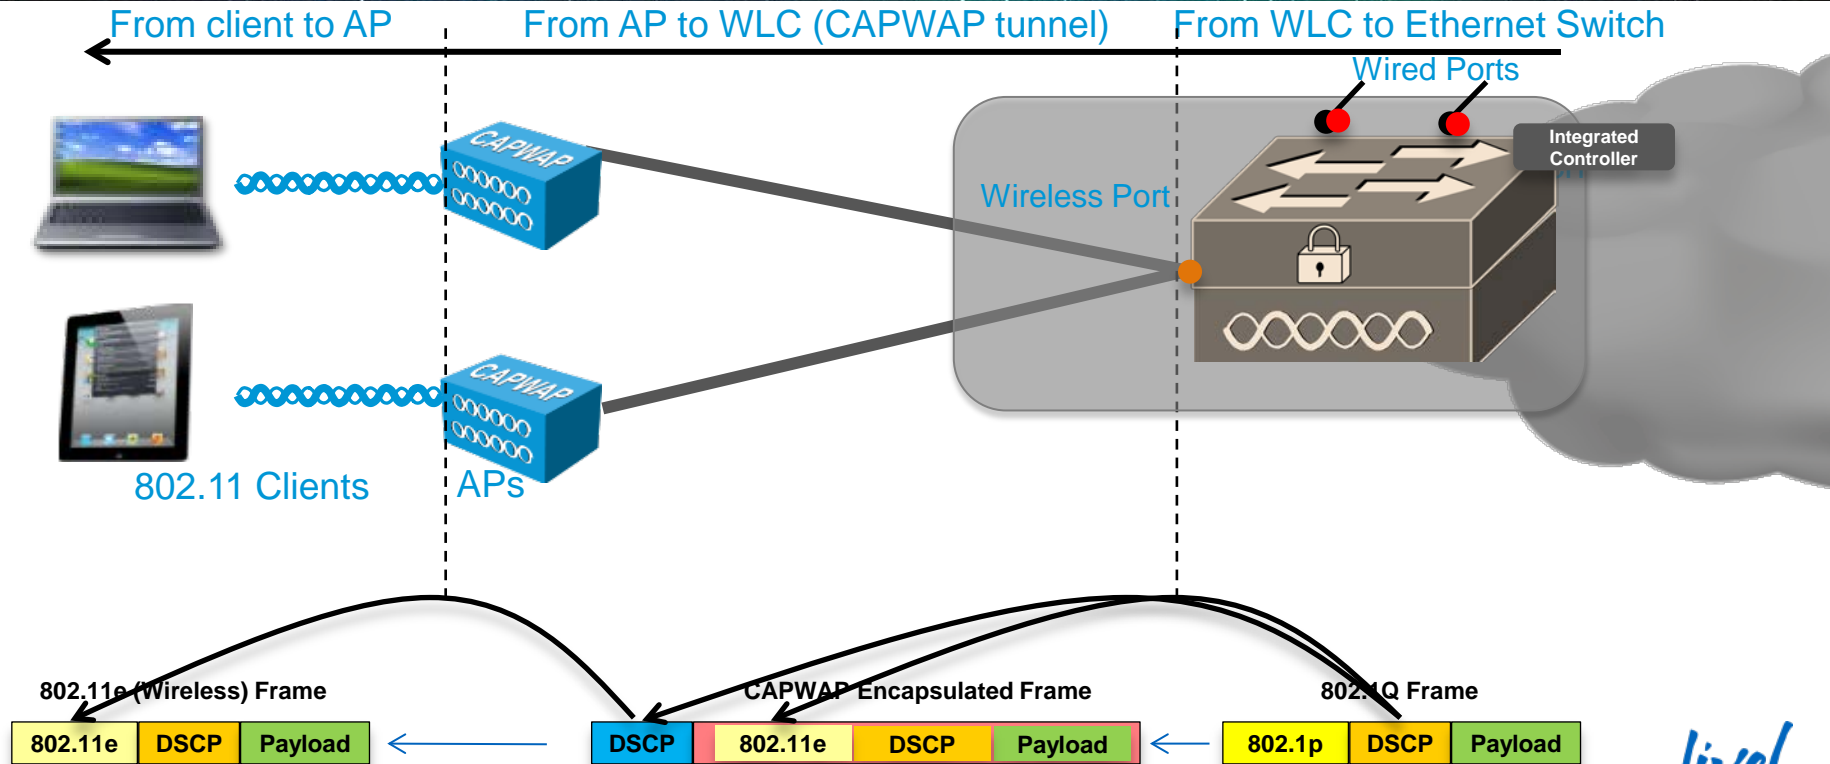 From client to AP
From AP to WLC (CAPWAP tunnel)
From WLC to Ethernet Switch
Wired Ports
CAPWAP
Integrated
Controller
Wireless Port
CAPWAP
802.11 Clients
APs
802.11e (Wireless) Frame
CAPWAP Encapsulated Frame
802.1Q Frame
802.11e DSCP Payload
DSCP 802.11e DSCP Payload
802.1p DSCP Payload